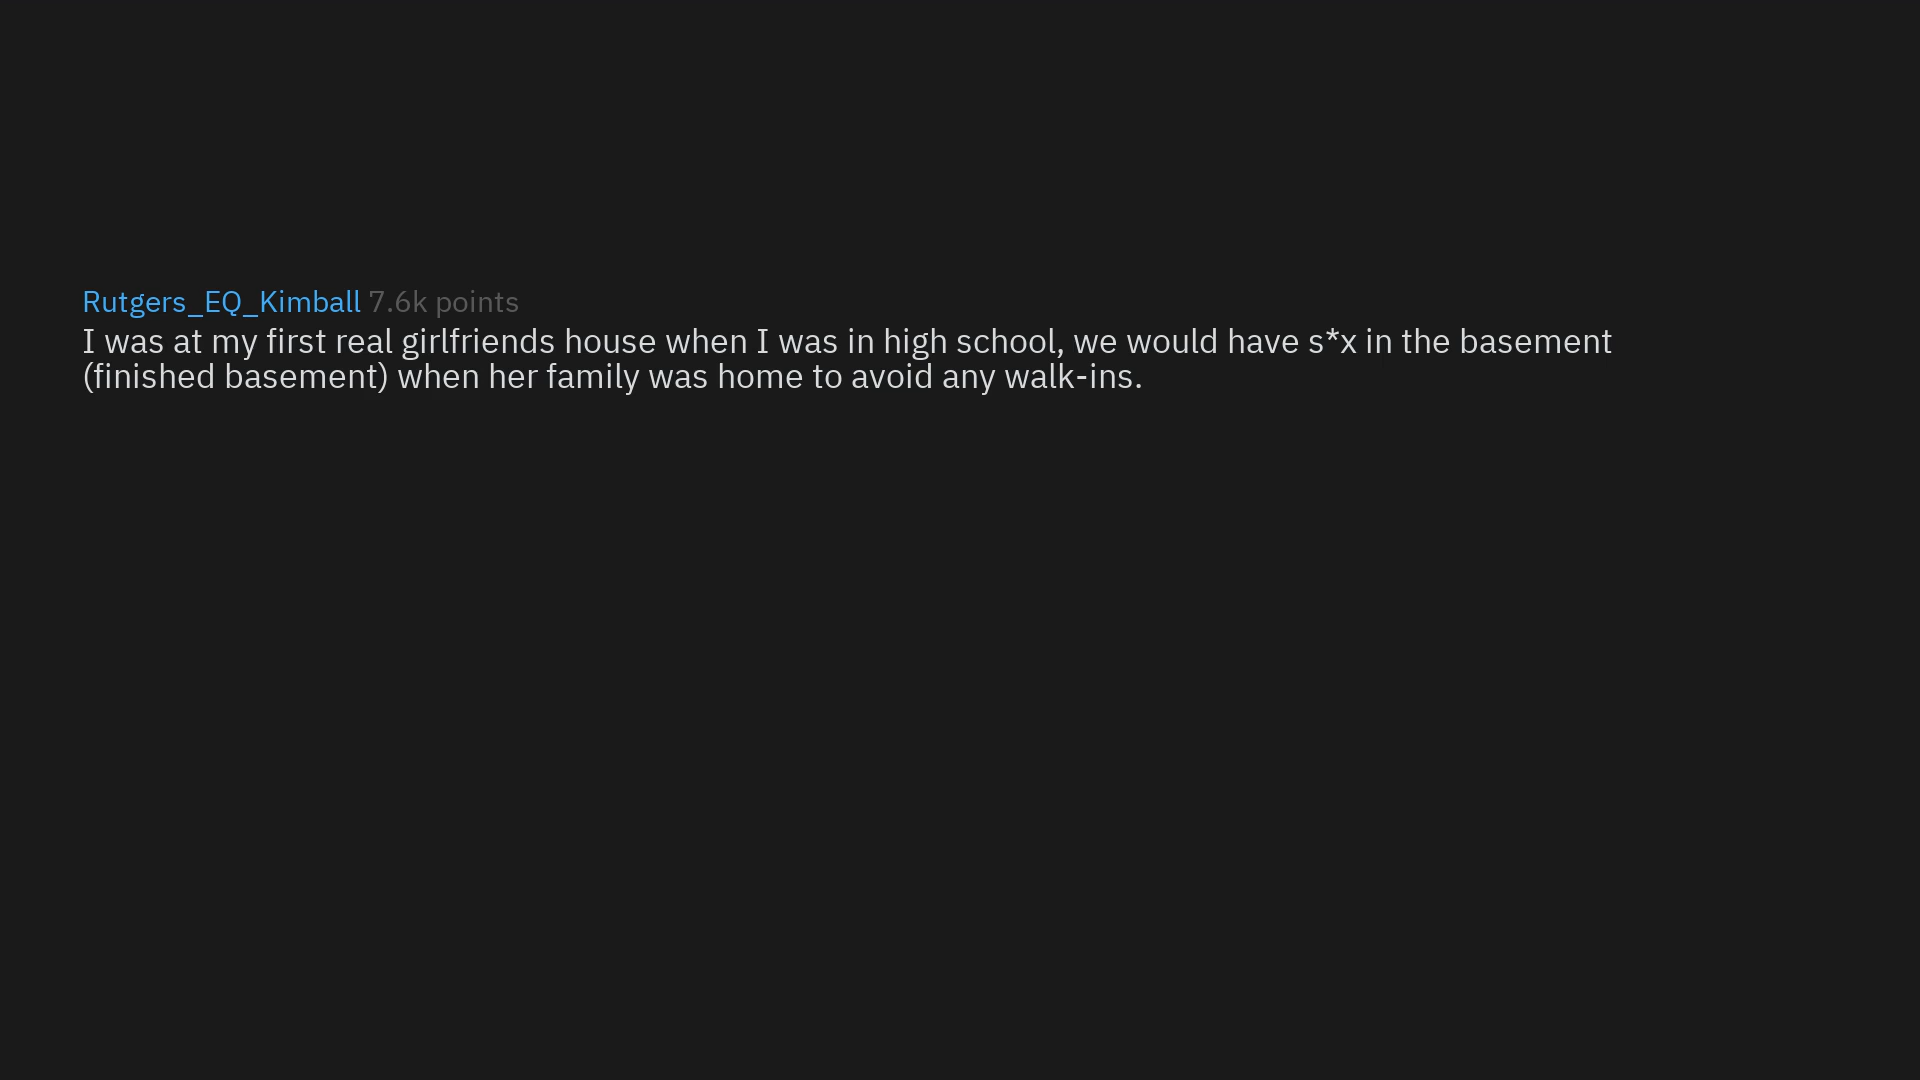 Rutgers_EQ_Kimball 7.6k points
I was at my first real girlfriends house when I was in high school, we would have s*x in the basement
(finished basement) when her family was home to avoid any walk-ins.